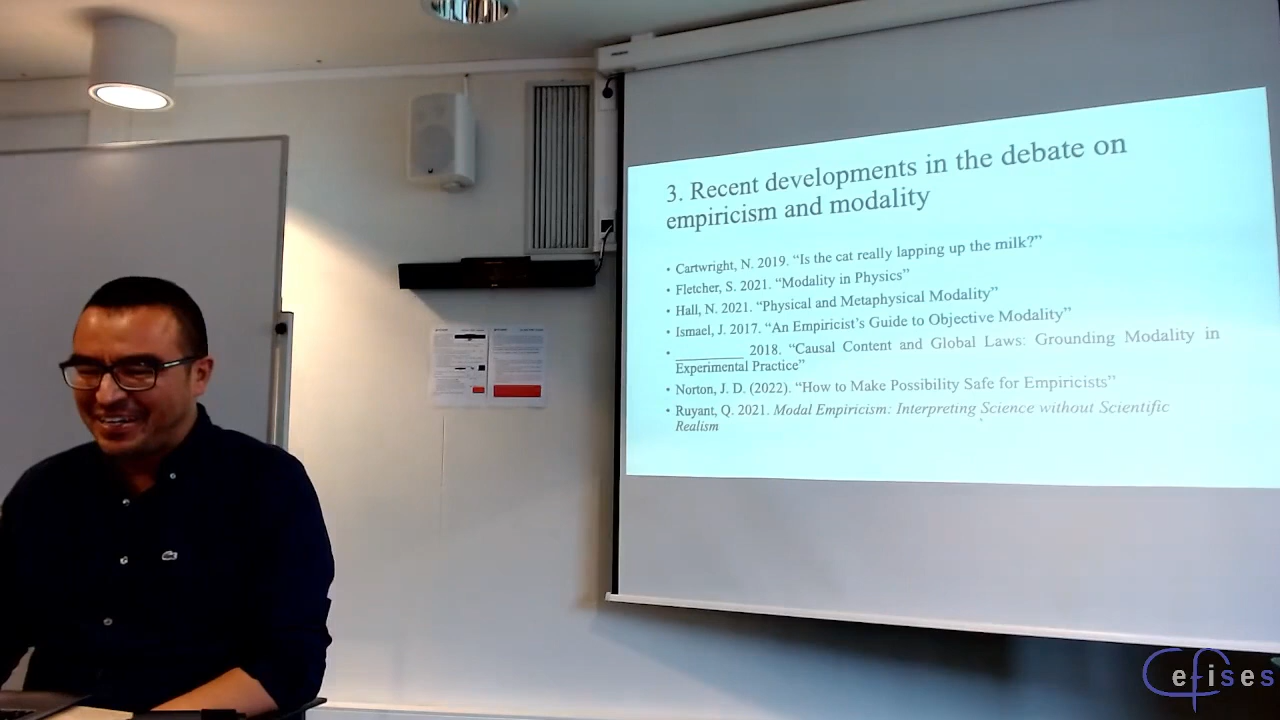 3. Recent developments in the debate on
empiricism and modality
• Cartwright, N. 2019. “Is the cat really lapping up the milk?”
• Fletcher, S. 2021. “Modality in Physics”
• Hall, N. 2021. “Physical and Metaphysical Modality”
• Ismael, J. 2017. “An Empiricist’s Guide to Objective Modality”
• __________ 2018. “Causal Content and Global Laws: Grounding Modality in
Experimental Practice”
• Norton, J. D. (2022). “How to Make Possibility Safe for Empiricists”
• Ruyant, Q. 2021. Modal Empiricism: Interpreting Science without Scientific
Realism
Cefises